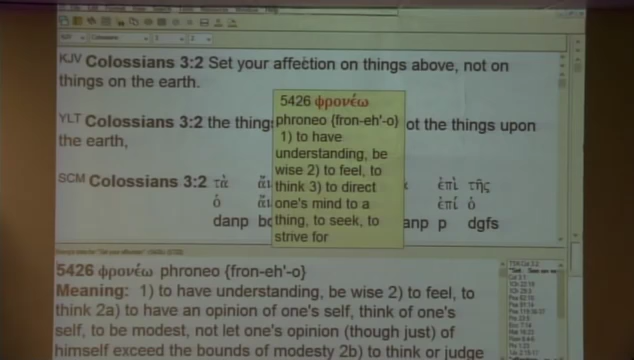 KJV Colossians 3:2 Set your affection on things above, not on
things on the earth.
YLT Colossians 3:2 the thing
ot the things upon
the earth,
SCM Colossians 3:2 τὰ
ἐπὶ τῆς
ὁ
ἐπί ὁ
danp
anp p dgfs
5426 φρονέω
phroneo {fron-eh'-o}
1) to have
understanding, be
wise 2) to feel, to
think 3) to direct
one's mind to a
thing, to seek, to
strive for
5426 φρονέω phroneo {fron-eh'-o}
Meaning: 1) to have understanding, be wise 2) to feel, to
think 2a) to have an opinion of one's self, think of one's
self, to be modest, not let one's opinion (though just) of
himself exceed the bounds of modesty 2b) to think or judge